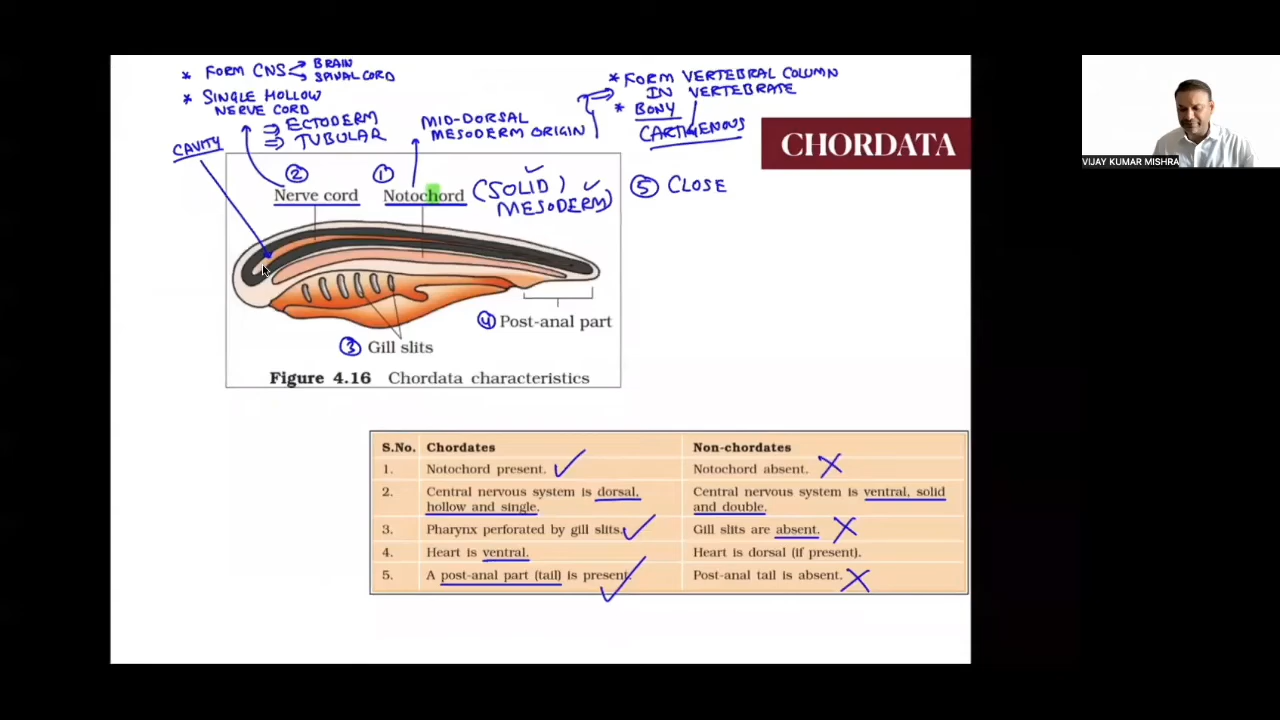 * FORM CNS
BRAIN
SPINAL CORD
* SINGLE HOLLOW
NERVE CORD
⇒ ECTODERM
⇒ TUBULAR
CAVITY
MID-DORSAL
MESODERM ORIGIN
* FORM VERTEBRAL COLUMN
IN VERTEBRATE
* BONY
CARTIGENOUS
CHORDATA
VIJAY KUMAR MISHRA
② ①
Nerve cord Notochord (SOLID)
MESODERM)
⑤ CLOSE
④ Post-anal part
③ Gill slits
Figure 4.16 Chordata characteristics
S.No. Chordates Non-chordates
1. Notochord present. Notochord absent.
2. Central nervous system is dorsal, Central nervous system is ventral, solid
hollow and single. and double.
3. Pharynx perforated by gill slits. Gill slits are absent.
4. Heart is ventral. Heart is dorsal (if present).
5. A post-anal part (tail) is present. Post-anal tail is absent.